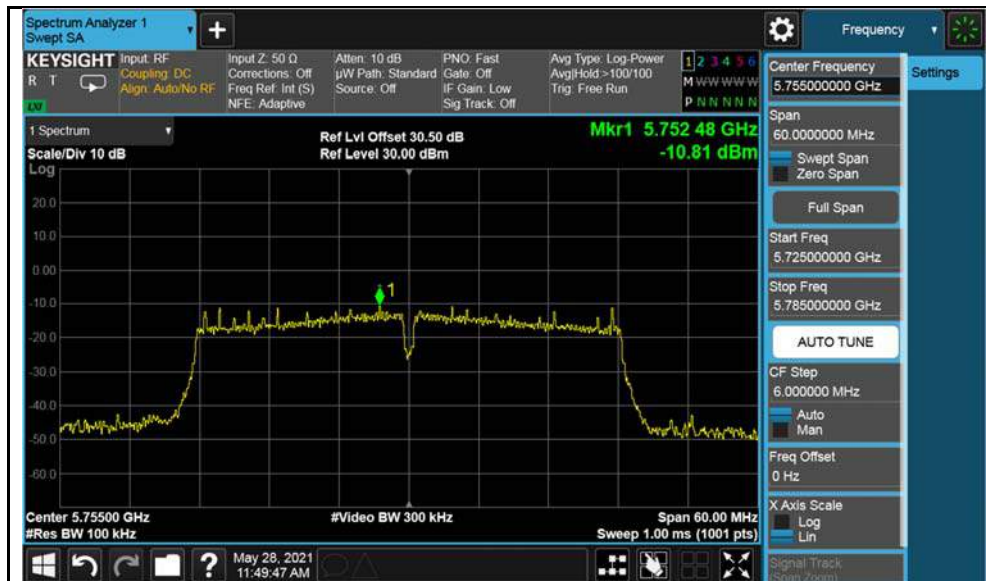 Spectrum Analyzer 1
Swept SA
+
Frequency
KEYSIGHT
R T
LXI
Input: RF
Coupling: DC
Align: Auto/No RF
Input Z: 50 Ω
Corrections: Off
Freq Ref: Int (S)
NFE: Adaptive
Atten: 10 dB
µW Path: Standard
Source: Off
PNO: Fast
Gate: Off
IF Gain: Low
Sig Track: Off
Avg Type: Log-Power
Avg|Hold:>100/100
Trig: Free Run
1 2 3 4 5 6
M W W W W W
P N N N N N
1 Spectrum
Scale/Div 10 dB
Log
Ref Lvl Offset 30.50 dB
Ref Level 30.00 dBm
Mkr1 5.752 48 GHz
-10.81 dBm
20.0
10.0
0.00
-10.0
-20.0
-30.0
-40.0
-50.0
-60.0
1
Center 5.75500 GHz
#Res BW 100 kHz
#Video BW 300 kHz
Span 60.00 MHz
Sweep 1.00 ms (1001 pts)
?
May 28, 2021
11:49:47 AM
Center Frequency
5.755000000 GHz
Span
60.0000000 MHz
Swept Span
Zero Span
Full Span
Start Freq
5.725000000 GHz
Stop Freq
5.785000000 GHz
AUTO TUNE
CF Step
6.000000 MHz
Auto
Man
Freq Offset
0 Hz
X Axis Scale
Log
Lin
Signal Track
(Span Zoom)
Settings